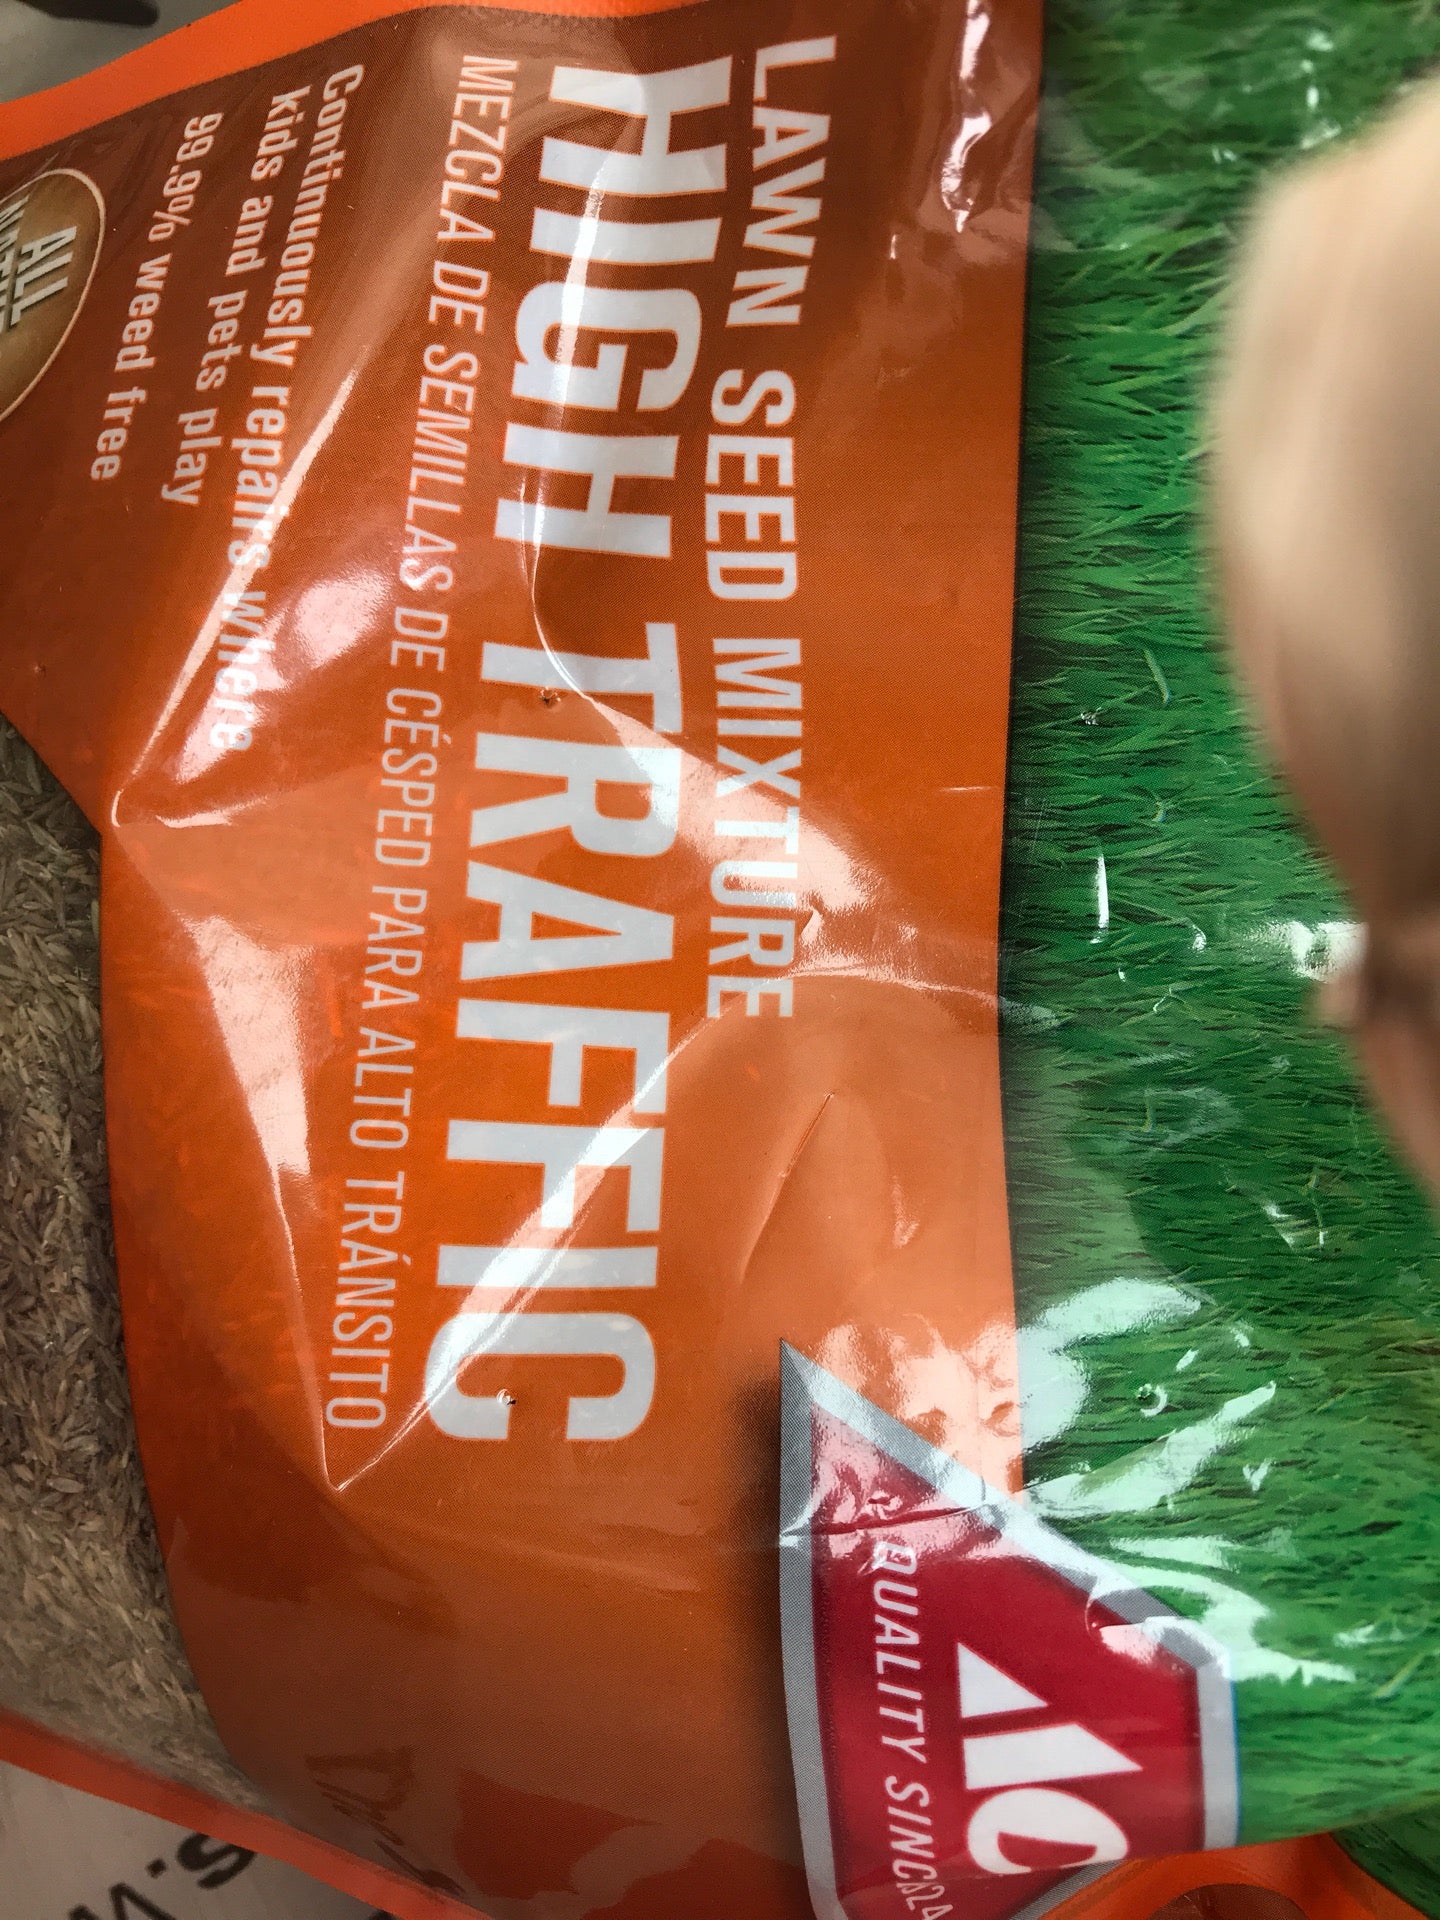 QUALITY SINCE
LAWN SEED MIXTURE
HIGH TRAFFIC
MEZCLA DE SEMILLAS DE CÉSPED PARA ALTO TRÁNSITO
Continuously repairs where
kids and pets play
99.9% weed free
ALL